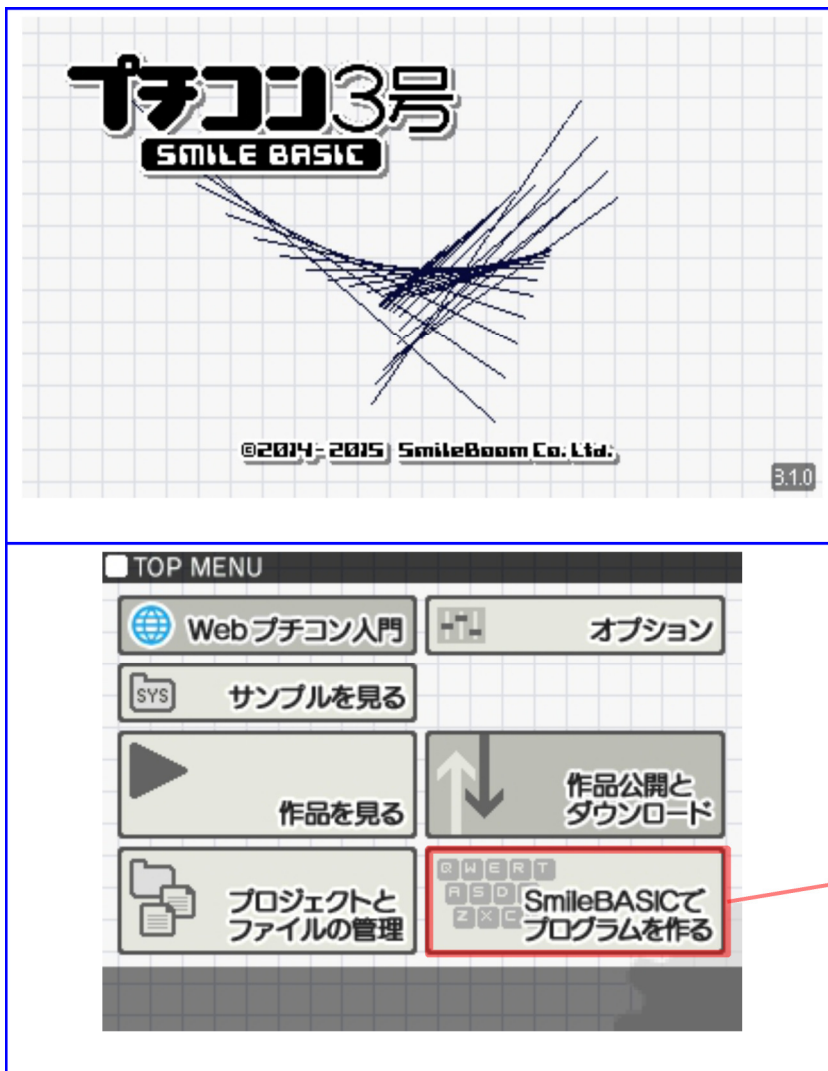 プチコン3号
SMILE BASIC
©2014-2015 SmileBoom Co. Ltd.
3.1.0
TOP MENU
Webプチコン入門
オプション
SYS
サンプルを見る
作品を見る
作品公開と
ダウンロード
プロジェクトと
ファイルの管理
QWERT
ASD
ZXC
SmileBASICで
プログラムを作る